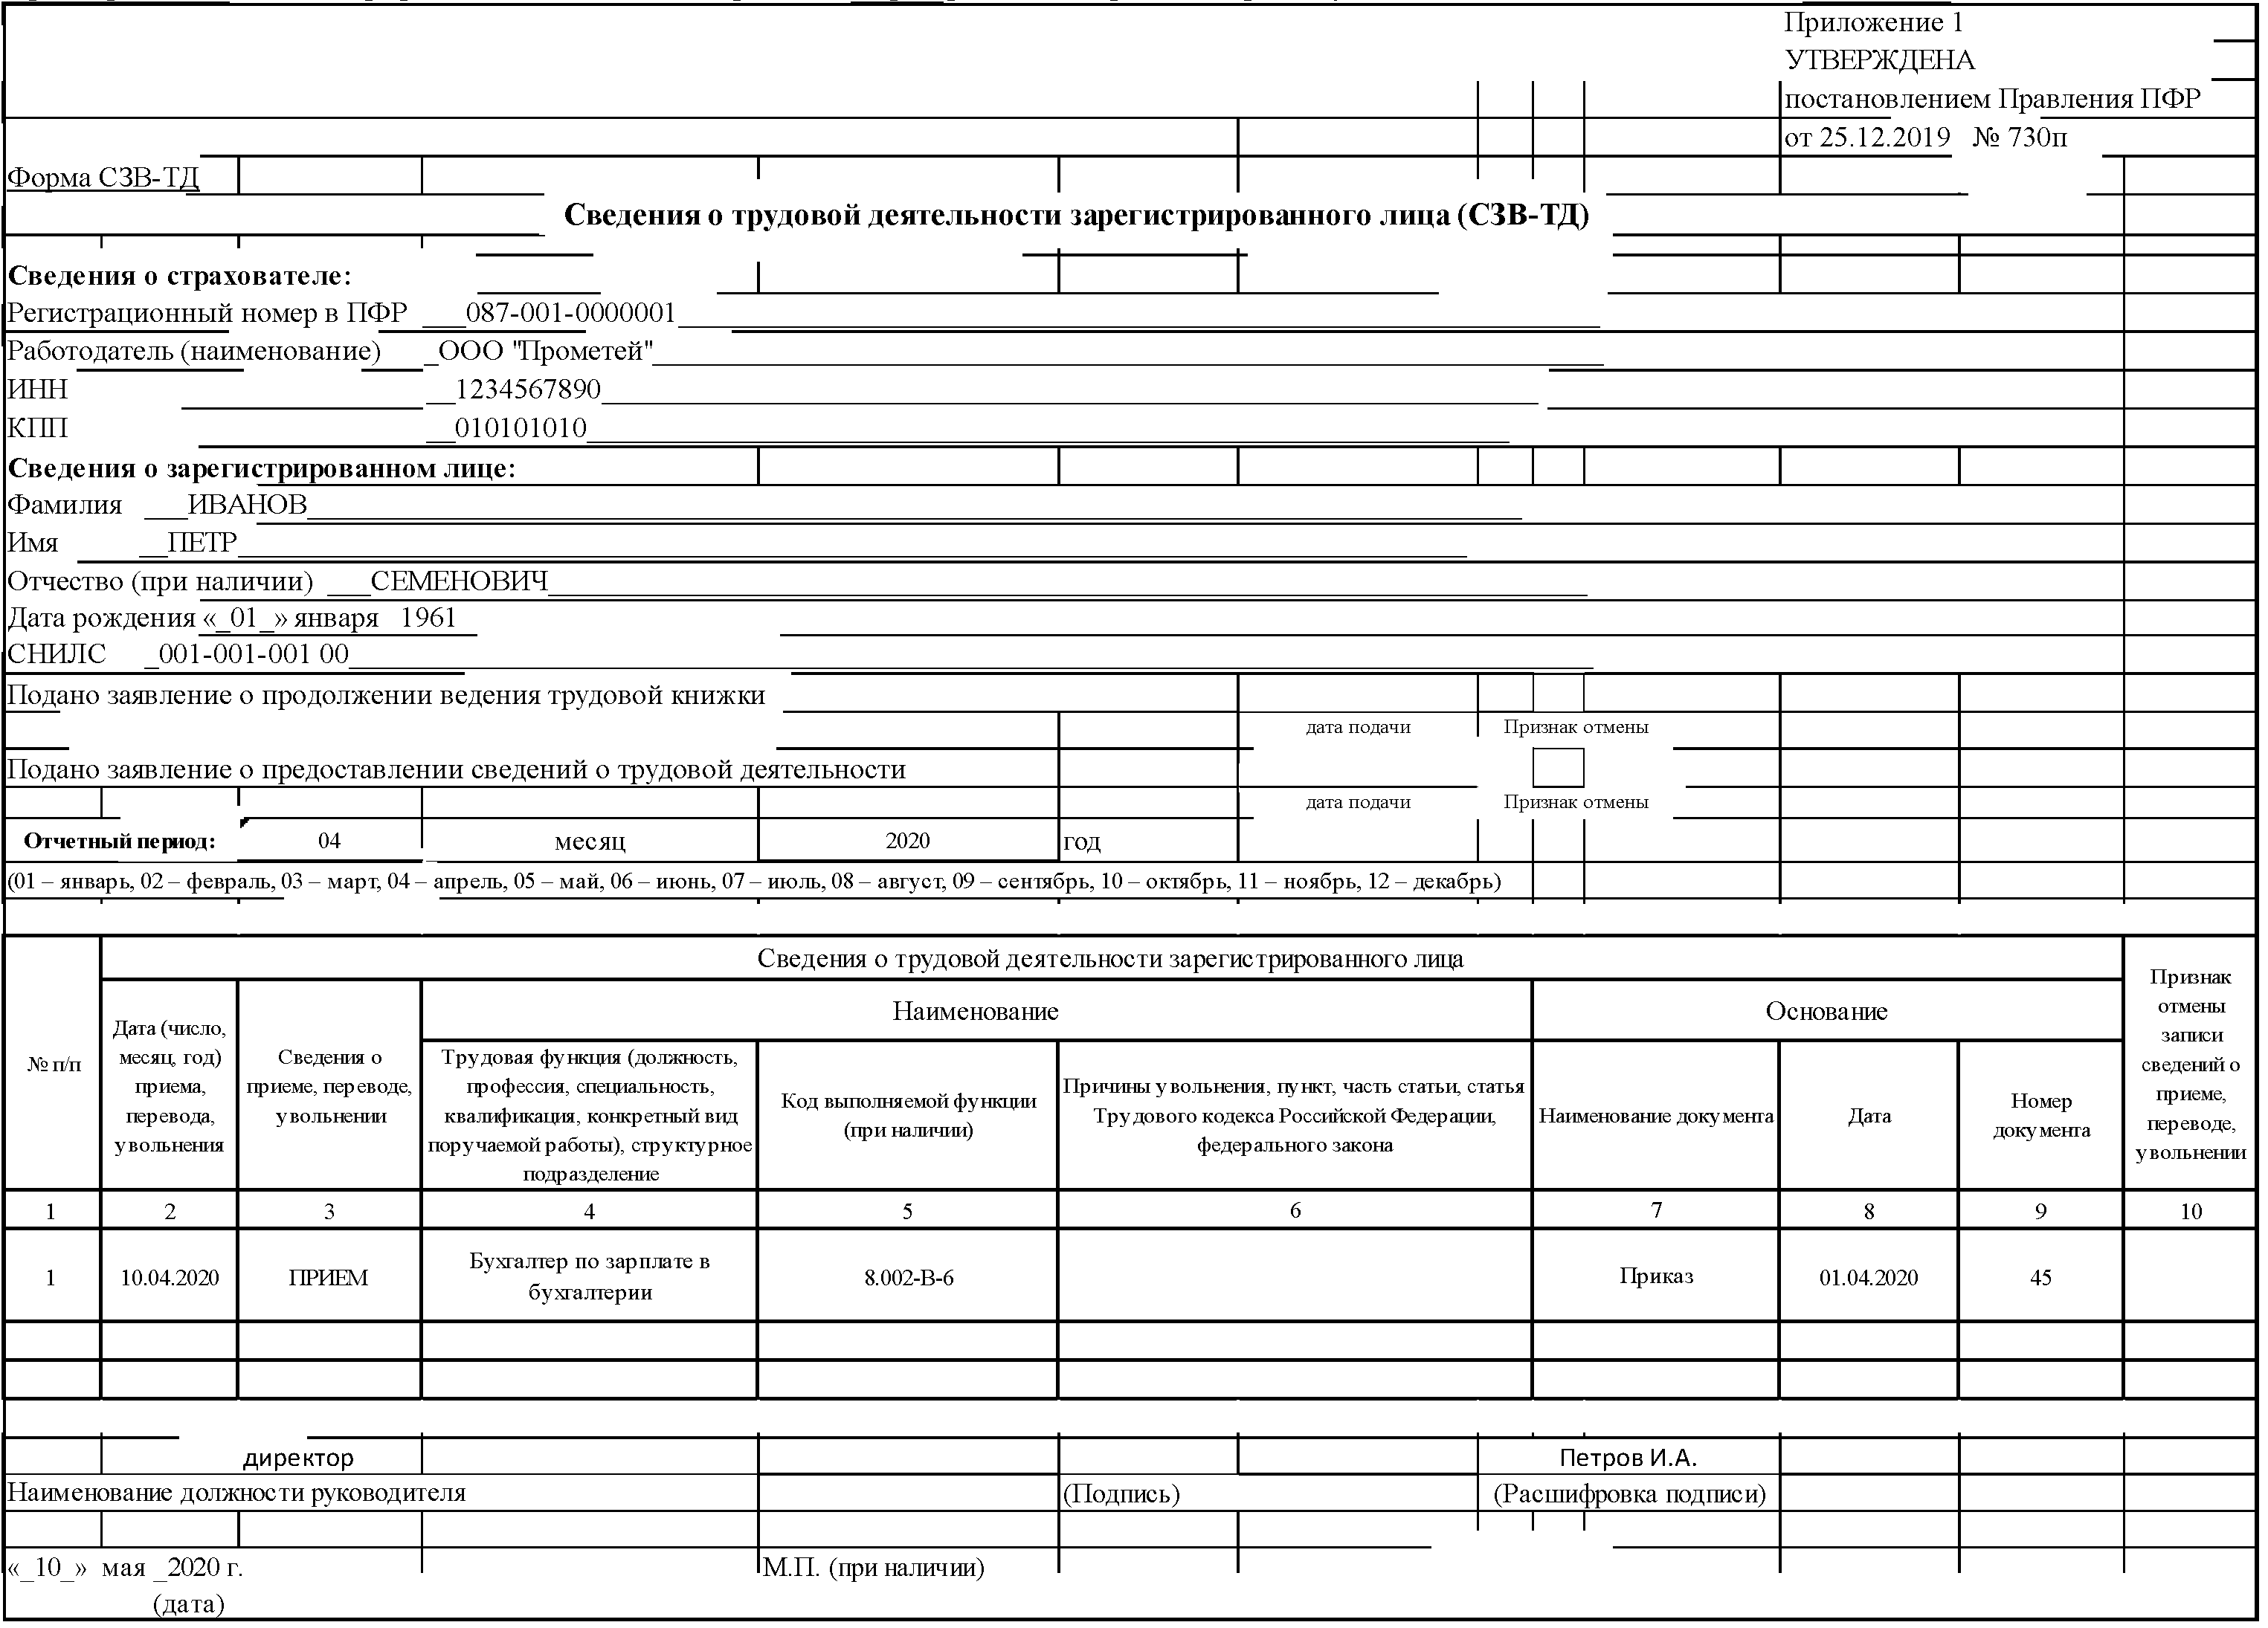 Приложение 1
УТВЕРЖДЕНА
постановлением Правления ПФР
от 25.12.2019 № 730п
Форма СЗВ-ТД
Сведения о трудовой деятельности зарегистрированного лица (СЗВ-ТД)
Сведения о страхователе:
Регистрационный номер в ПФР ___087-001-0000001
Работодатель (наименование) _ООО "Прометей"
ИНН __1234567890
КПП __010101010
Сведения о зарегистрированном лице:
Фамилия ___ИВАНОВ
Имя __ПЕТР
Отчество (при наличии) ___СЕМЕНОВИЧ
Дата рождения «_01_» января 1961
СНИЛС _001-001-001 00
Подано заявление о продолжении ведения трудовой книжки
дата подачи Признак отмены
Подано заявление о предоставлении сведений о трудовой деятельности
дата подачи Признак отмены
Отчетный период: 04 месяц 2020 год
(01 – январь, 02 – февраль, 03 – март, 04 – апрель, 05 – май, 06 – июнь, 07 – июль, 08 – август, 09 – сентябрь, 10 – октябрь, 11 – ноябрь, 12 – декабрь)
№ п/п
Сведения о трудовой деятельности зарегистрированного лица
Дата (число,
месяц, год)
приема,
перевода,
увольнения
Сведения о
приеме, переводе,
увольнении
Наименование
Трудовая функция (должность,
профессия, специальность,
квалификация, конкретный вид
поручаемой работы), структурное
подразделение
Код выполняемой функции
(при наличии)
Причины увольнения, пункт, часть статьи, статья
Трудового кодекса Российской Федерации,
федерального закона
Основание
Наименование документа
Дата
Номер
документа
Признак
отмены
записи
сведений о
приеме,
переводе,
увольнении
1 2 3 4 5 6 7 8 9 10
1 10.04.2020 ПРИЕМ Бухгалтер по зарплате в
бухгалтерии
8.002-В-6 Приказ 01.04.2020 45
директор Петров И.А.
Наименование должности руководителя (Подпись) (Расшифровка подписи)
«_10_» мая _2020 г. М.П. (при наличии)
(дата)